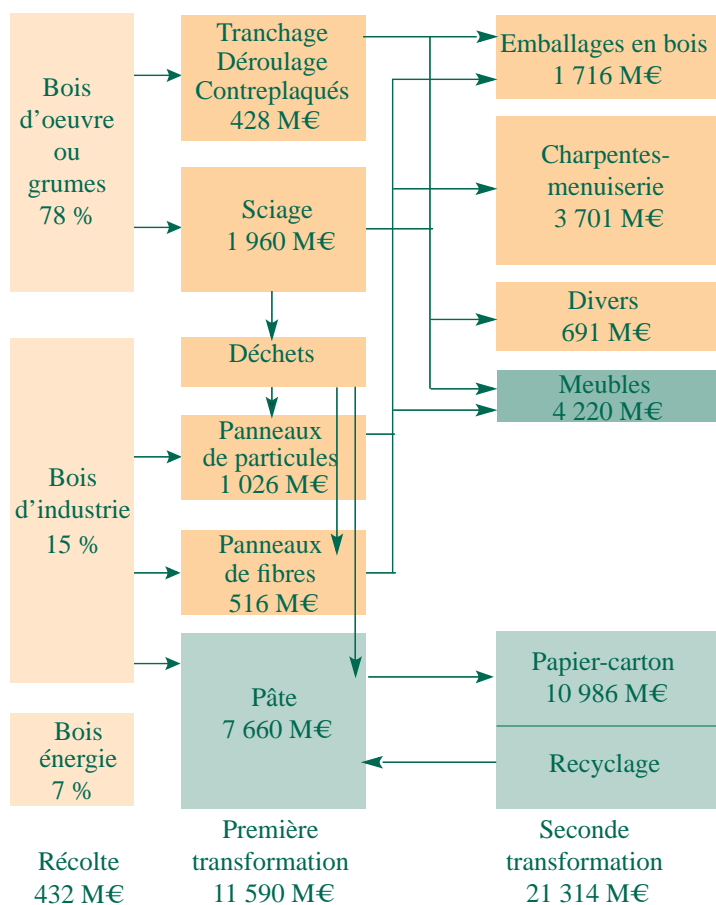 Bois
d’oeuvre
ou
grumes
78 %
Bois
d’industrie
15 %
Bois
énergie
7 %
Récolte
432 M€
Tranchage
Déroulage
Contreplaqués
428 M€
Sciage
1 960 M€
Déchets
Panneaux
de particules
1 026 M€
Panneaux
de fibres
516 M€
Pâte
7 660 M€
Première
transformation
11 590 M€
Emballages en bois
1 716 M€
Charpentes-
menuiserie
3 701 M€
Divers
691 M€
Meubles
4 220 M€
Papier-carton
10 986 M€
Recyclage
Seconde
transformation
21 314 M€